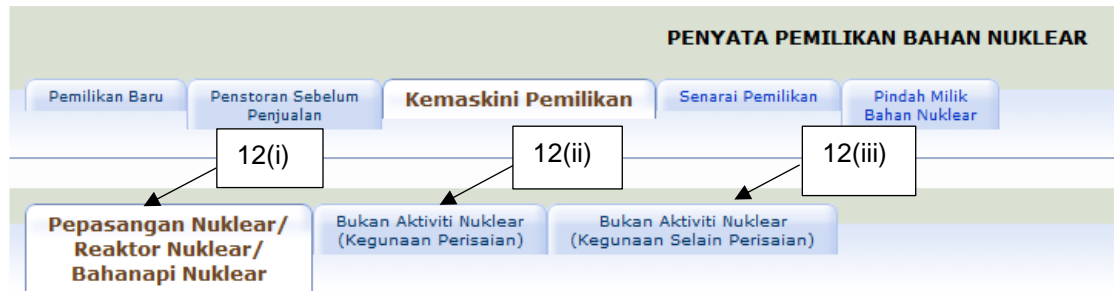 PENYATA PEMILIKAN BAHAN NUKLEAR
Pemilikan Baru
Penstoran Sebelum
Penjualan
Kemaskini Pemilikan
Senarai Pemilikan
Pindah Milik
Bahan Nuklear
12(i)
12(ii)
12(iii)
Pepasangan Nuklear/
Reaktor Nuklear/
Bahanapi Nuklear
Bukan Aktiviti Nuklear
(Kegunaan Perisaian)
Bukan Aktiviti Nuklear
(Kegunaan Selain Perisaian)